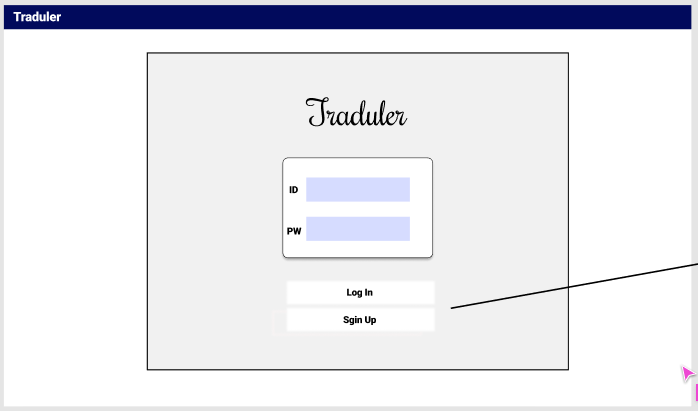 Traduler
Traduler
ID
PW
Log In
Sgin Up